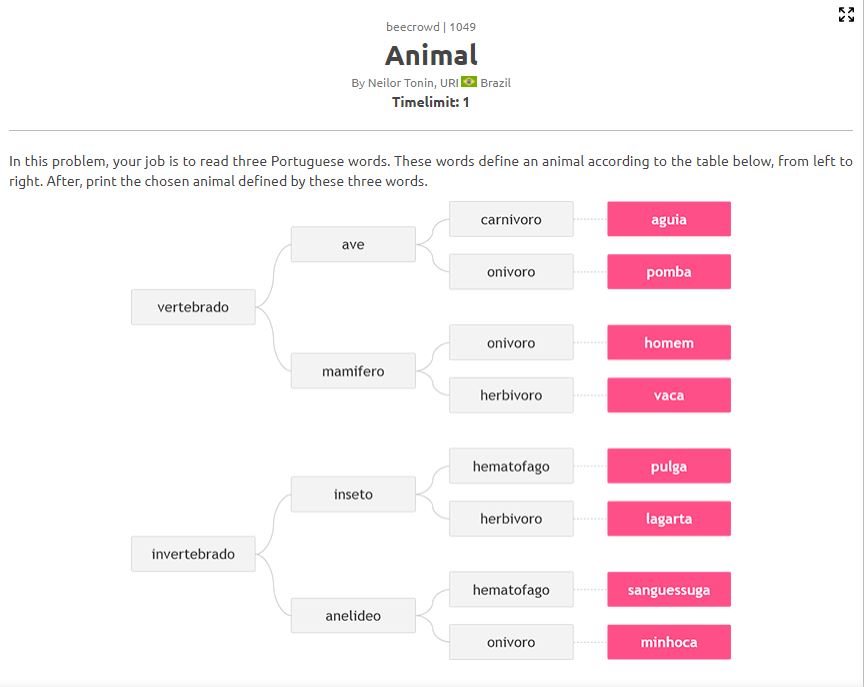 beecrowd | 1049
Animal
By Neilor Tonin, URI Brazil
Timelimit: 1
In this problem, your job is to read three Portuguese words. These words define an animal according to the table below, from left to
right. After, print the chosen animal defined by these three words.
carnivoro aguia
ave
onivoro pomba
vertebrado
onivoro homem
mamifero
herbivoro vaca
hematofago pulga
inseto
herbivoro lagarta
invertebrado
hematofago sanguessuga
anelideo
onivoro minhoca